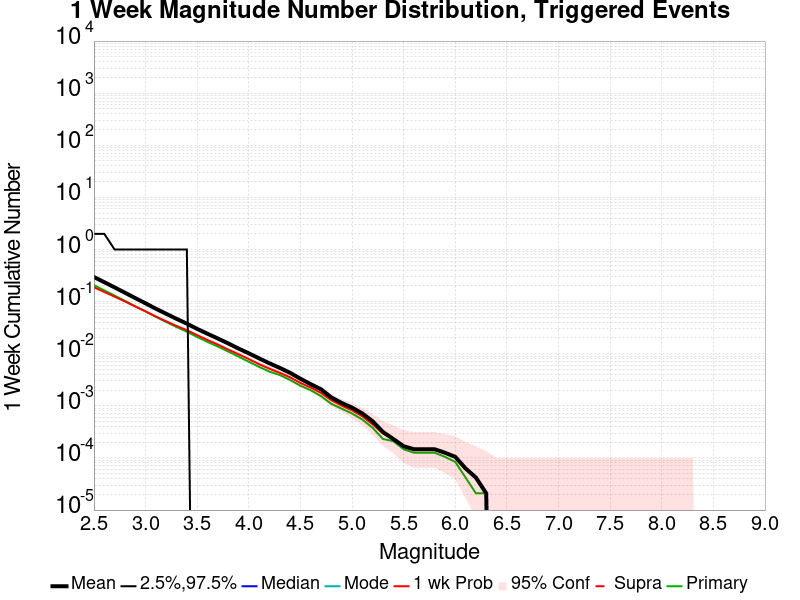 1 Week Magnitude Number Distribution, Triggered Events
1 Week Cumulative Number
10^4
10^3
10^2
10^1
10^0
10^-1
10^-2
10^-3
10^-4
10^-5
2.5 3.0 3.5 4.0 4.5 5.0 5.5 6.0 6.5 7.0 7.5 8.0 8.5 9.0
Magnitude
Mean 2.5%,97.5% Median Mode 1 wk Prob 95% Conf Supra Primary